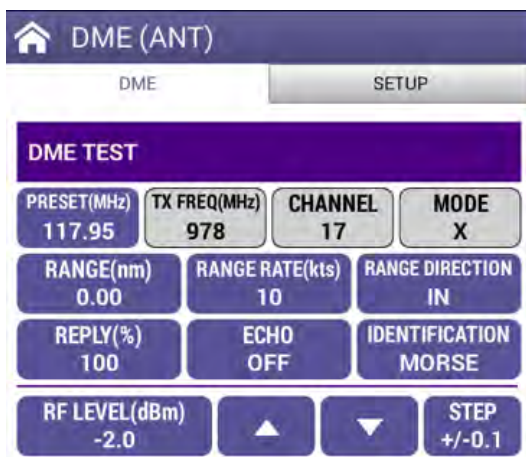 DME (ANT)
DME SETUP
DME TEST
PRESET(MHz) TX FREQ(MHz) CHANNEL MODE
117.95 978 17 X
RANGE(nm) RANGE RATE(kts) RANGE DIRECTION
0.00 10 IN
REPLY(%) ECHO IDENTIFICATION
100 OFF MORSE
RF LEVEL(dBm) STEP
-2.0 +/-0.1